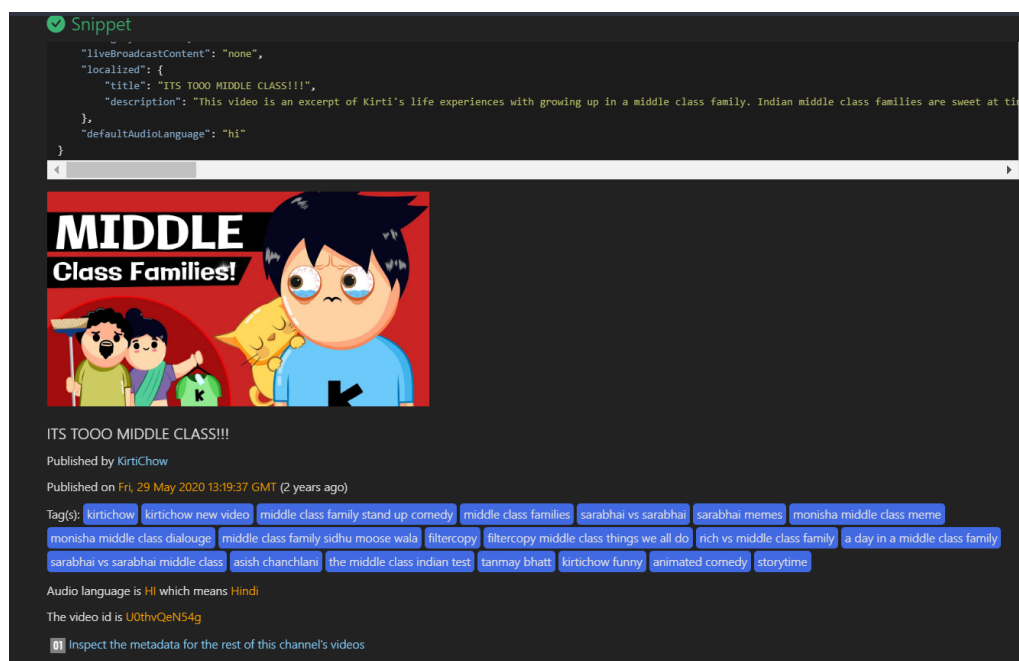 Snippet
"liveBroadcastContent": "none",
"localized": {
"title": "ITS TOOO MIDDLE CLASS!!!",
"description": "This video is an excerpt of Kirti's life experiences with growing up in a middle class family. Indian middle class families are sweet at
},
"defaultAudioLanguage": "hi"
}
MIDDLE
Class Families!
K
K
ITS TOOO MIDDLE CLASS!!!
Published by KirtiChow
Published on Fri, 29 May 2020 13:19:37 GMT (2 years ago)
Tag(s): kirtichow kirtichow new video middle class family stand up comedy middle class families sarabhai vs sarabhai sarabhai memes monisha middle class meme
monisha middle class dialouge middle class family sidhu moose wala filtercopy filtercopy middle class things we all do rich vs middle class family a day in a middle class family
sarabhai vs sarabhai middle class asish chanchlani the middle class indian test tanmay bhatt kirtichow funny animated comedy storytime
Audio language is HI which means Hindi
The video id is U0thvQeN54g
01 Inspect the metadata for the rest of this channel's videos